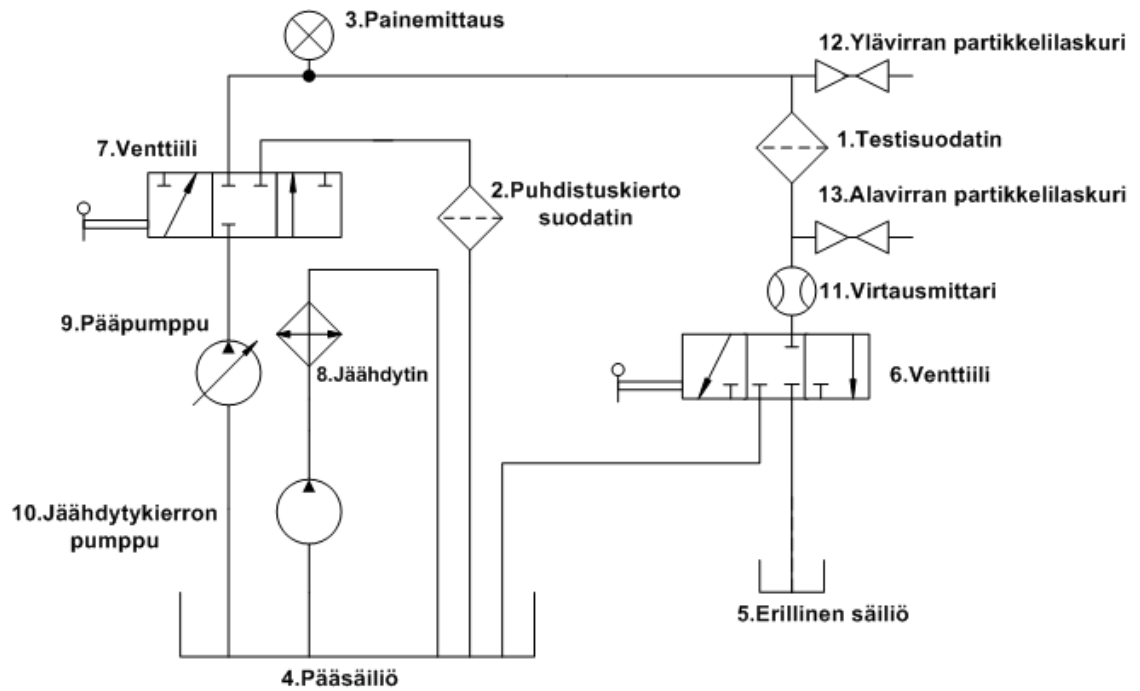 3.Painemittaus
12.Ylävirran partikkelilaskuri
7.Venttiili
1.Testisuodatin
2.Puhdistuskierto
suodatin
13.Alavirran partikkelilaskuri
11.Virtausmittari
9.Pääpumppu
8.Jäähdytin
6.Venttiili
10.Jäähdytykierron
pumppu
5.Erillinen säiliö
4.Pääsäiliö